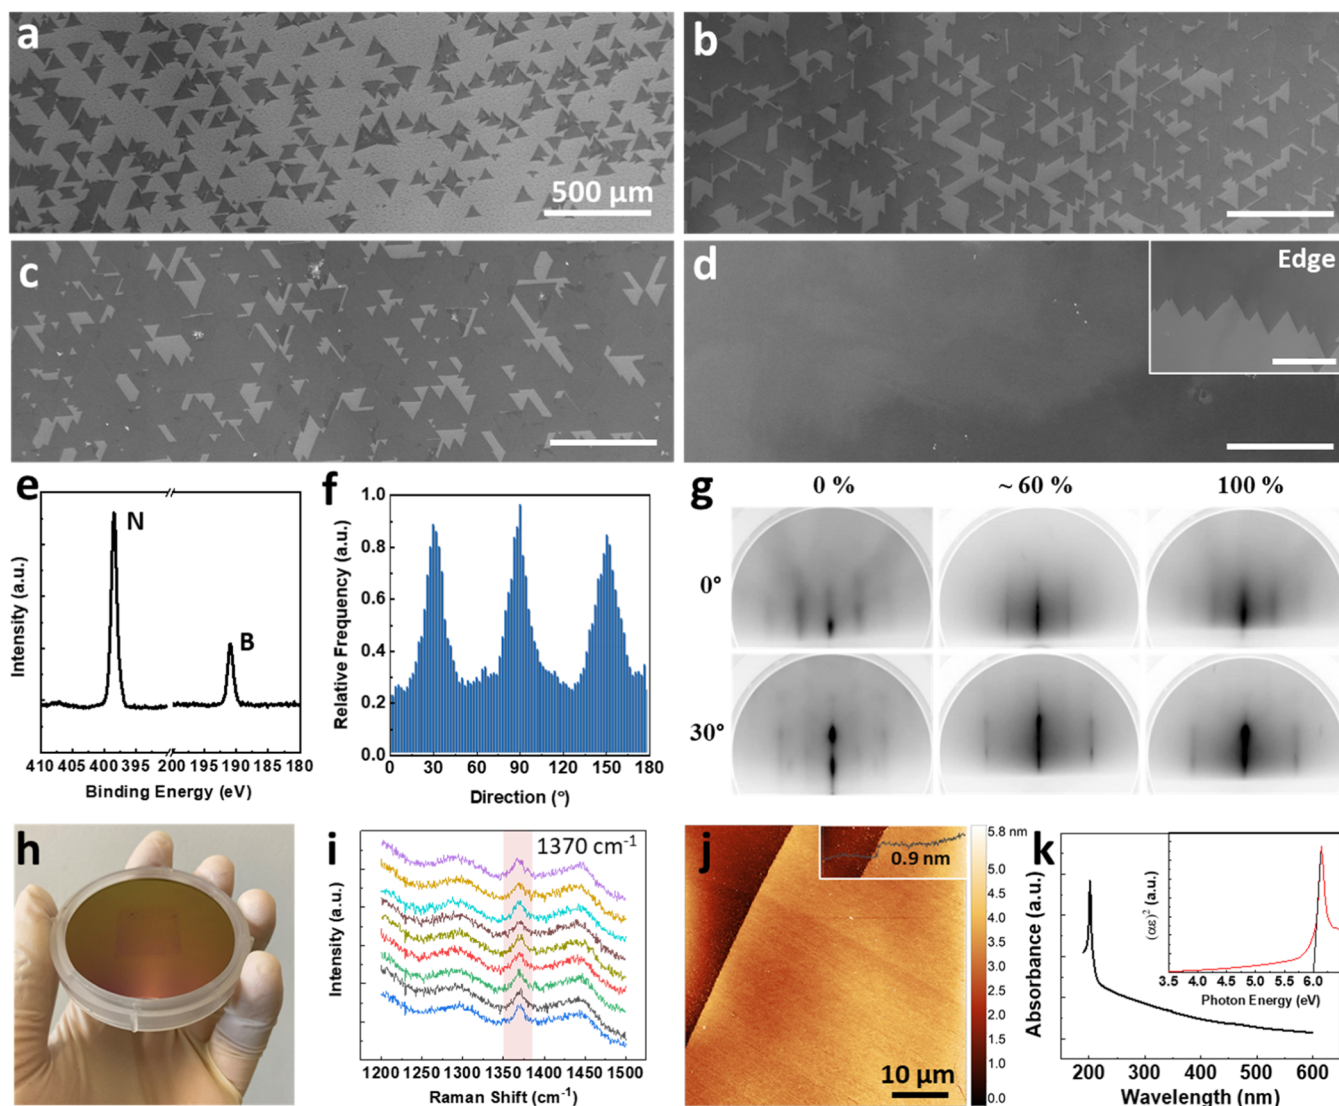 a
500 µm
b
c
d
Edge
e
N
B
Intensity (a.u.)
410 405 400 395 200 195 190 185 180
Binding Energy (eV)
f
1.0
0.8
0.6
0.4
0.2
0.0
Relative Frequency (a.u.)
0 30 60 90 120 150 180
Direction (°)
g
0 % ~ 60 % 100 %
0°
30°
h
i
1370 cm-1
Intensity (a.u.)
1200 1250 1300 1350 1400 1450 1500
Raman Shift (cm-1)
j
0.9 nm
10 µm
5.8 nm
5.0
4.5
4.0
3.5
3.0
2.5
2.0
1.5
1.0
0.0
k
Absorbance (a.u.)
200 300 400 500 600
Wavelength (nm)
(αε)2 (a.u.)
3.5 4.0 4.5 5.0 5.5 6.0
Photon Energy (eV)